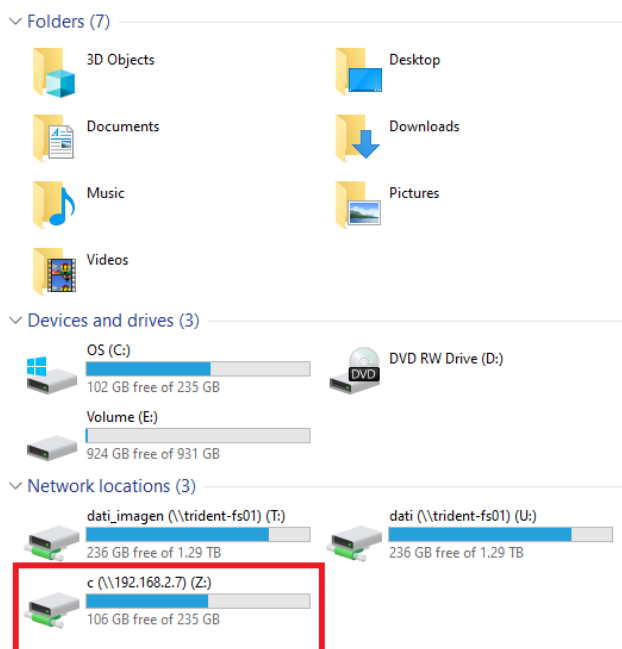 Folders (7)
3D Objects
Desktop
Documents
Downloads
Music
Pictures
Videos
Devices and drives (3)
OS (C:)
102 GB free of 235 GB
DVD RW Drive (D:)
DVD
Volume (E:)
924 GB free of 931 GB
Network locations (3)
dati_imagen (\\trident-fs01) (T:)
236 GB free of 1.29 TB
dati (\\trident-fs01) (U:)
236 GB free of 1.29 TB
c (\\192.168.2.7) (Z:)
106 GB free of 235 GB